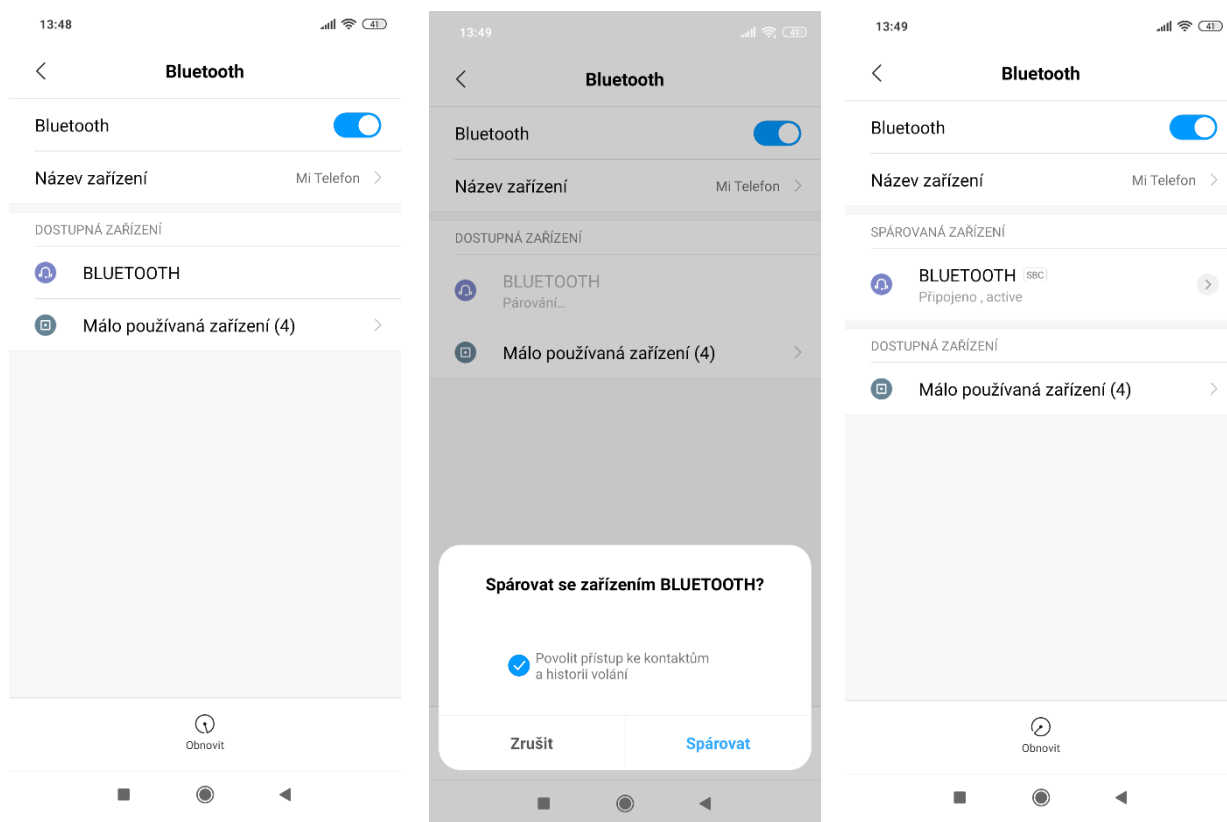 13:48
41
Bluetooth
Bluetooth
Název zařízení
Mi Telefon
DOSTUPNÁ ZAŘÍZENÍ
BLUETOOTH
Málo používaná zařízení (4)
Obnovit
13:49
41
Bluetooth
Bluetooth
Název zařízení
Mi Telefon
DOSTUPNÁ ZAŘÍZENÍ
BLUETOOTH
Párování...
Málo používaná zařízení (4)
Spárovat se zařízením BLUETOOTH?
Povolit přístup ke kontaktům
a historii volání
Zrušit
Spárovat
13:49
41
Bluetooth
Bluetooth
Název zařízení
Mi Telefon
SPÁROVANÁ ZAŘÍZENÍ
BLUETOOTH SBC
Připojeno , active
DOSTUPNÁ ZAŘÍZENÍ
Málo používaná zařízení (4)
Obnovit